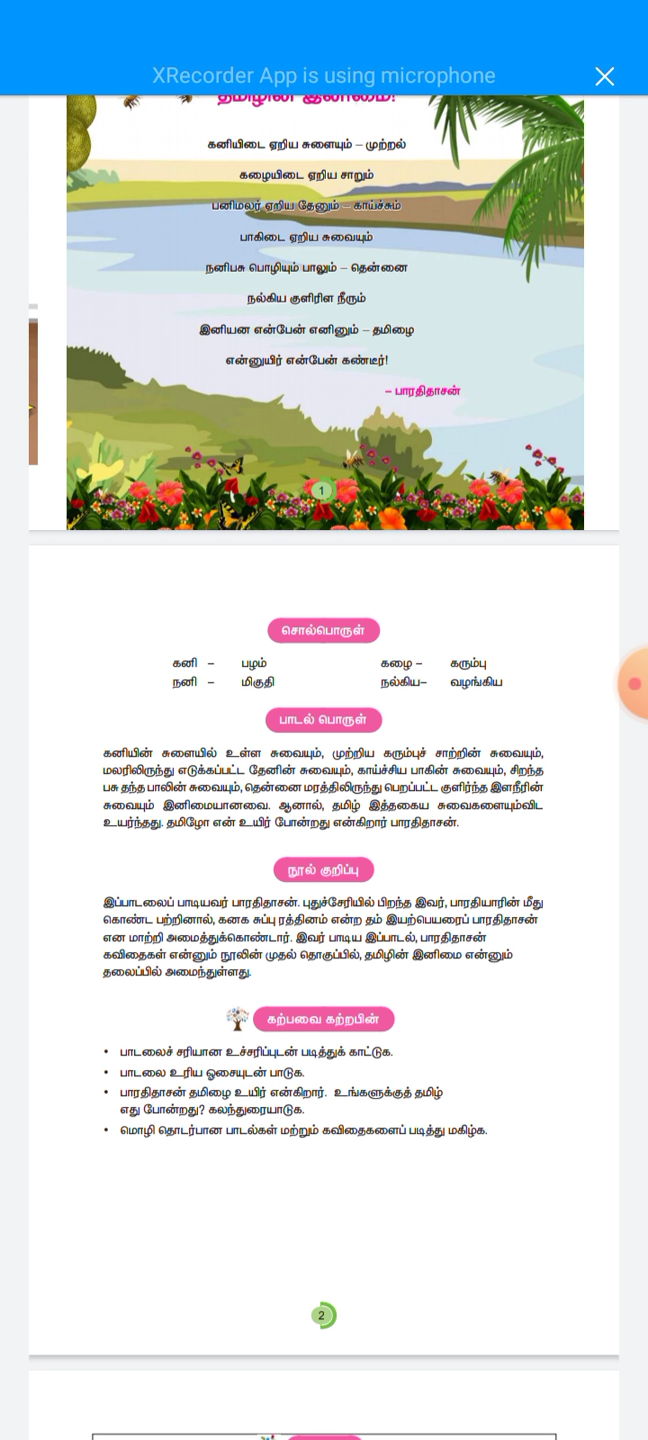 XRecorder App is using microphone
தமிழின் இனிமை!
கனியிடை ஏறிய சுளையும் – முற்றல்
கழையிடை ஏறிய சாறும்
பனிமலர் ஏறிய தேனும் – காய்ச்சும்
பாகிடை ஏறிய சுவையும்
நனிபசு பொழியும் பாலும் – தென்னை
நல்கிய குளிரிள நீரும்
இனியன என்பேன் எனினும் – தமிழை
என்னுயிர் என்பேன் கண்டீர்!
– பாரதிதாசன்
1
சொல்பொருள்
கனி – பழம் கழை – கரும்பு
நனி – மிகுதி நல்கிய– வழங்கிய
பாடல் பொருள்
கனியின் சுளையில் உள்ள சுவையும், முற்றிய கரும்புச் சாற்றின் சுவையும்,
மலரிலிருந்து எடுக்கப்பட்ட தேனின் சுவையும், காய்ச்சிய பாகின் சுவையும், சிறந்த
பசு தந்த பாலின் சுவையும், தென்னை மரத்திலிருந்து பெறப்பட்ட குளிர்ந்த இளநீரின்
சுவையும் இனிமையானவை. ஆனால், தமிழ் இத்தகைய சுவைகளையும்விட
உயர்ந்தது. தமிழோ என் உயிர் போன்றது என்கிறார் பாரதிதாசன்.
நூல் குறிப்பு
இப்பாடலைப் பாடியவர் பாரதிதாசன். புதுச்சேரியில் பிறந்த இவர், பாரதியாரின் மீது
கொண்ட பற்றினால், கனக சுப்பு ரத்தினம் என்ற தம் இயற்பெயரைப் பாரதிதாசன்
என மாற்றி அமைத்துக்கொண்டார். இவர் பாடிய இப்பாடல், பாரதிதாசன்
கவிதைகள் என்னும் நூலின் முதல் தொகுப்பில், தமிழின் இனிமை என்னும்
தலைப்பில் அமைந்துள்ளது.
கற்பவை கற்றபின்
• பாடலைச் சரியான உச்சரிப்புடன் படித்துக் காட்டுக.
• பாடலை உரிய ஓசையுடன் பாடுக.
• பாரதிதாசன் தமிழை உயிர் என்கிறார். உங்களுக்குத் தமிழ்
எது போன்றது? கலந்துரையாடுக.
• மொழி தொடர்பான பாடல்கள் மற்றும் கவிதைகளைப் படித்து மகிழ்க.
2